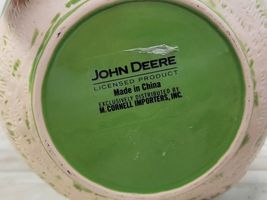 JOHN DEERE
LICENSED PRODUCT
Made in China
EXCLUSIVELY DISTRIBUTED BY
M. CORNELL IMPORTERS, INC.